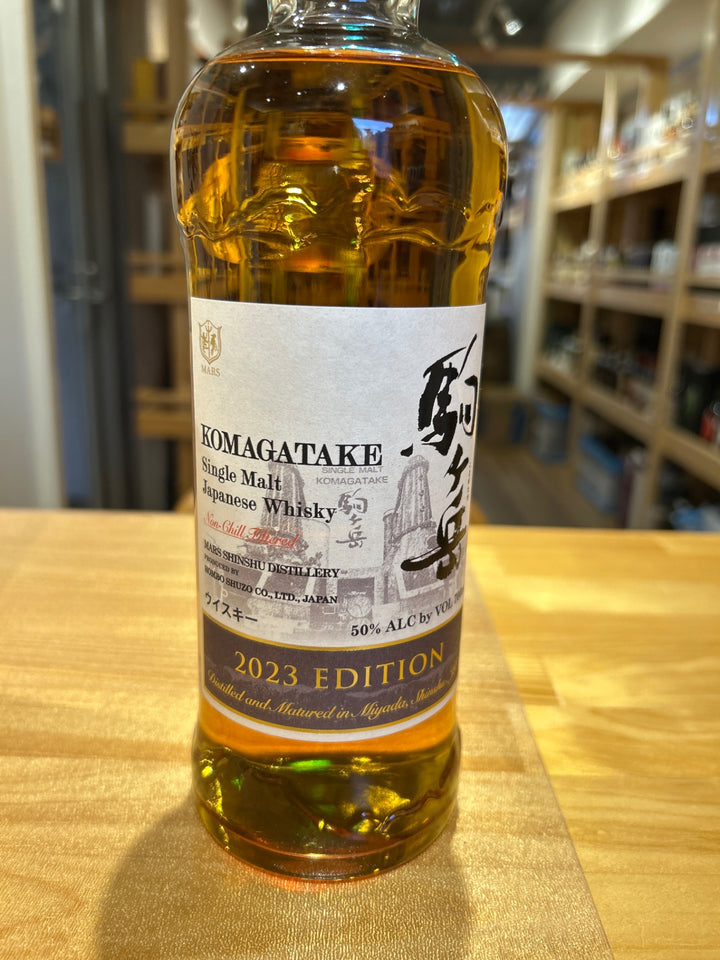 MARS
駒ヶ岳
KOMAGATAKE
Single Malt
Japanese Whisky
SINGLE MALT
KOMAGATAKE
駒ヶ岳
Non-Chill Filtered
MARS SHINSHU DISTILLERY
PRODUCED BY
HOMBO SHUZO CO., LTD., JAPAN
ウイスキー
50% ALC by VOL
2023 EDITION
Distilled and Matured in Miyada, Shinshu